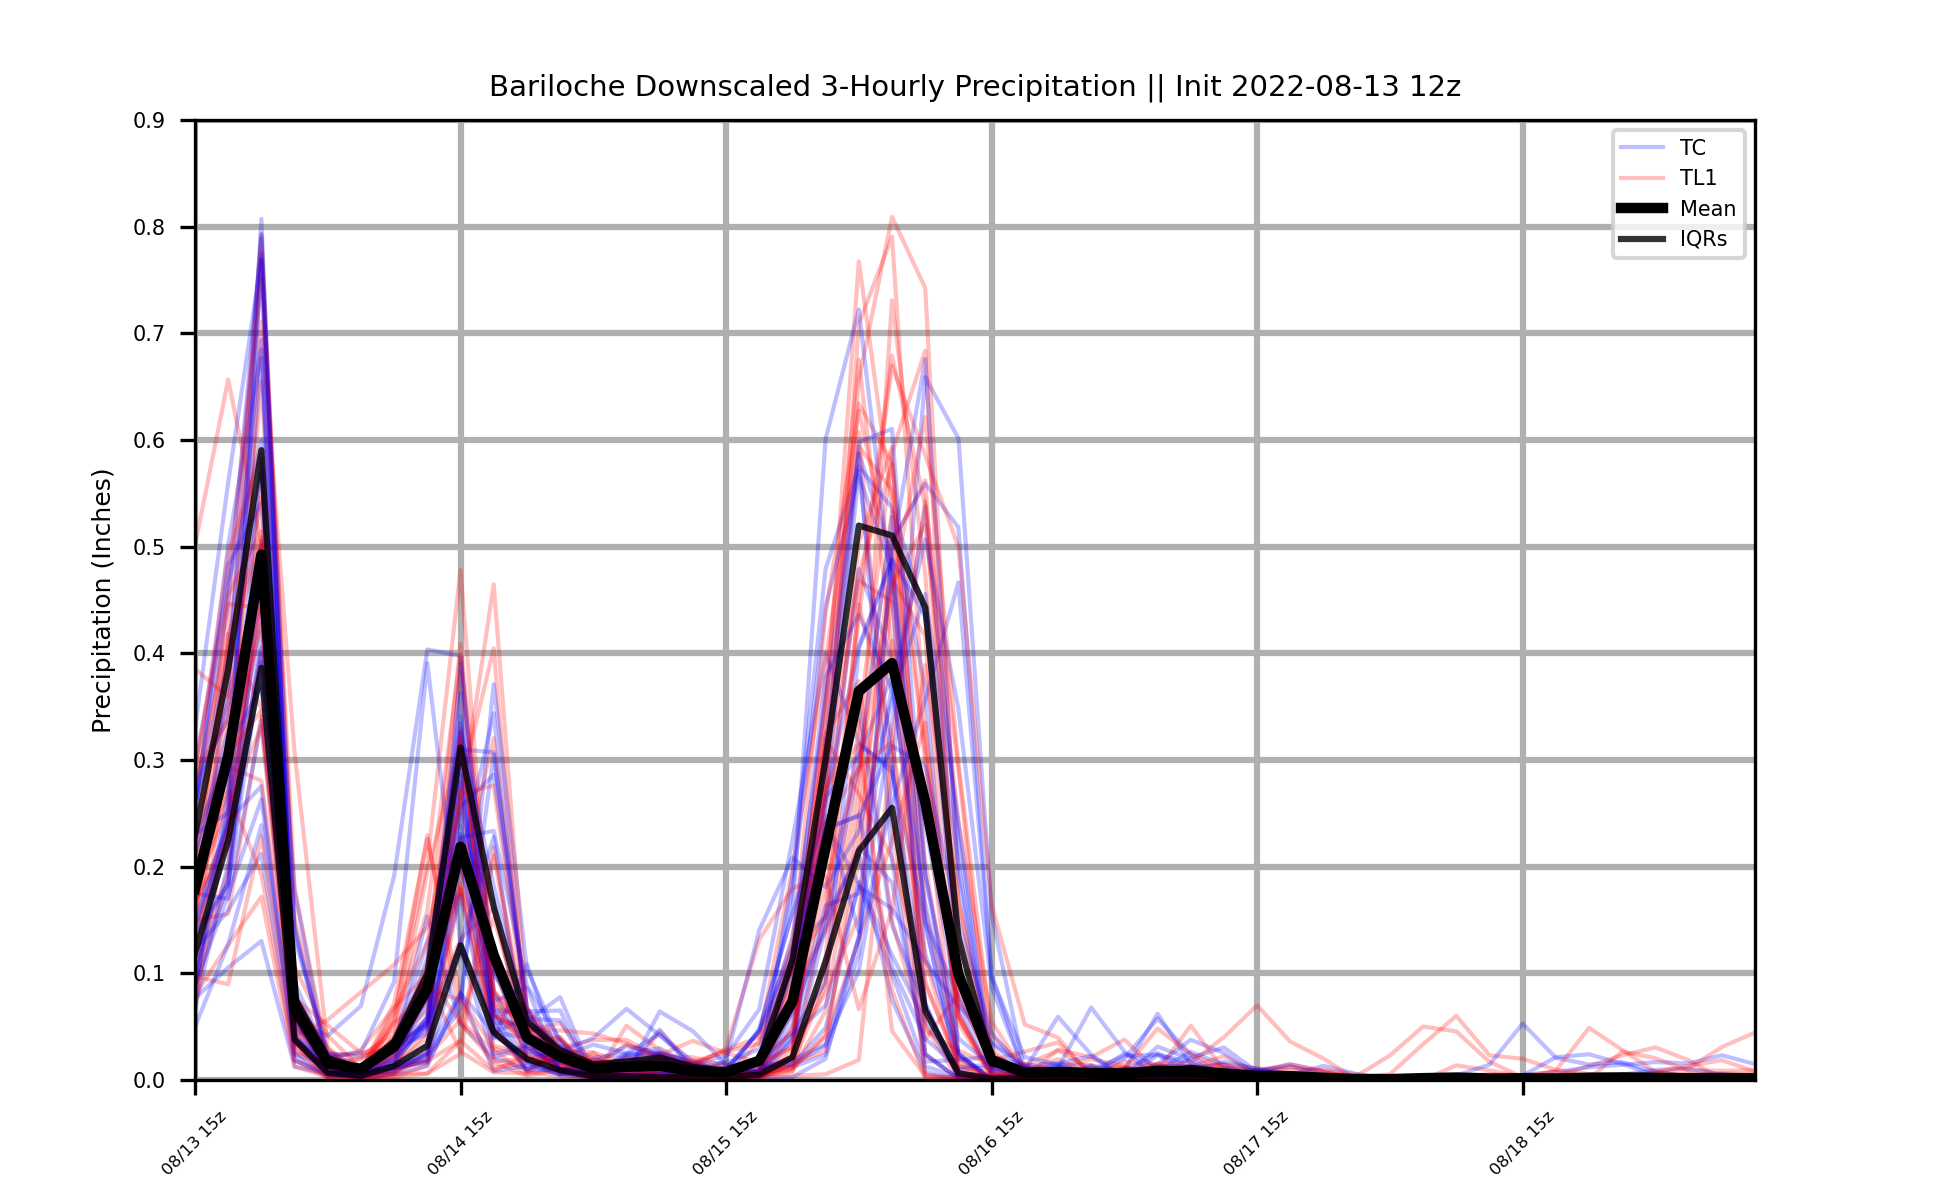 Bariloche Downscaled 3-Hourly Precipitation || Init 2022-08-13 12z
TC
TL1
Mean
IQRs
Precipitation (Inches)
0.9
0.8
0.7
0.6
0.5
0.4
0.3
0.2
0.1
0.0
08/13 15z
08/14 15z
08/15 15z
08/16 15z
08/17 15z
08/18 15z